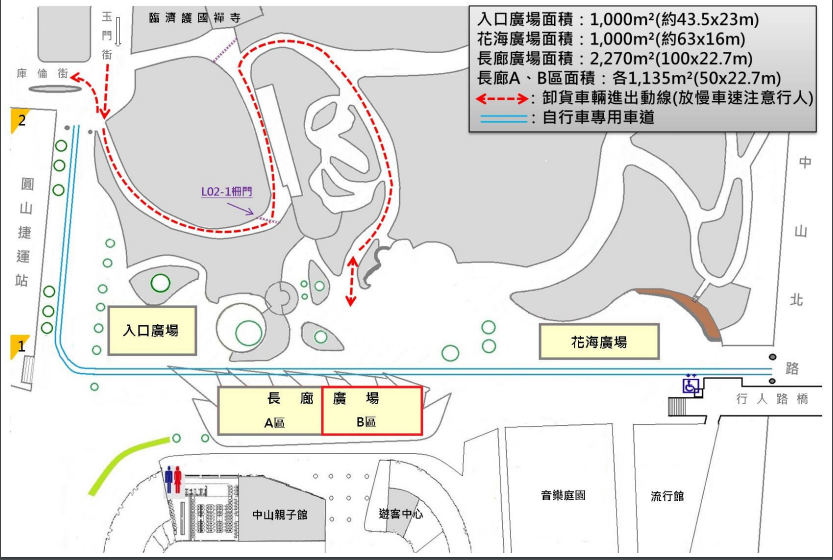 臨濟護國禪寺
玉門街
庫倫街
入口廣場面積：1,000m²(約43.5x23m)
花海廣場面積：1,000m²(約63x16m)
長廊廣場面積：2,270m²(100x22.7m)
長廊A、B區面積：各1,135m²(50x22.7m)
：卸貨車輛進出動線(放慢車速注意行人)
：自行車專用車道
2
圓山捷運站
1
L02-1柵門
中山北路
入口廣場
花海廣場
長廊廣場
A區
B區
行人路橋
中山親子館
遊客中心
音樂庭園
流行館